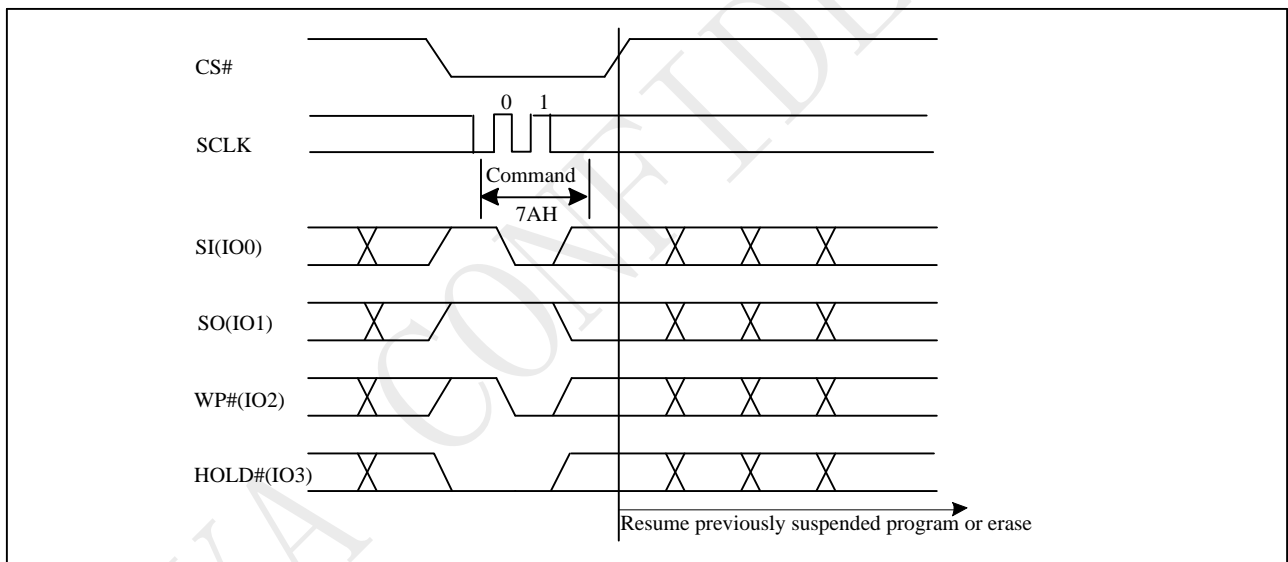 CS#
0 1
SCLK
Command
7AH
SI(IO0)
SO(IO1)
WP#(IO2)
HOLD#(IO3)
Resume previously suspended program or erase